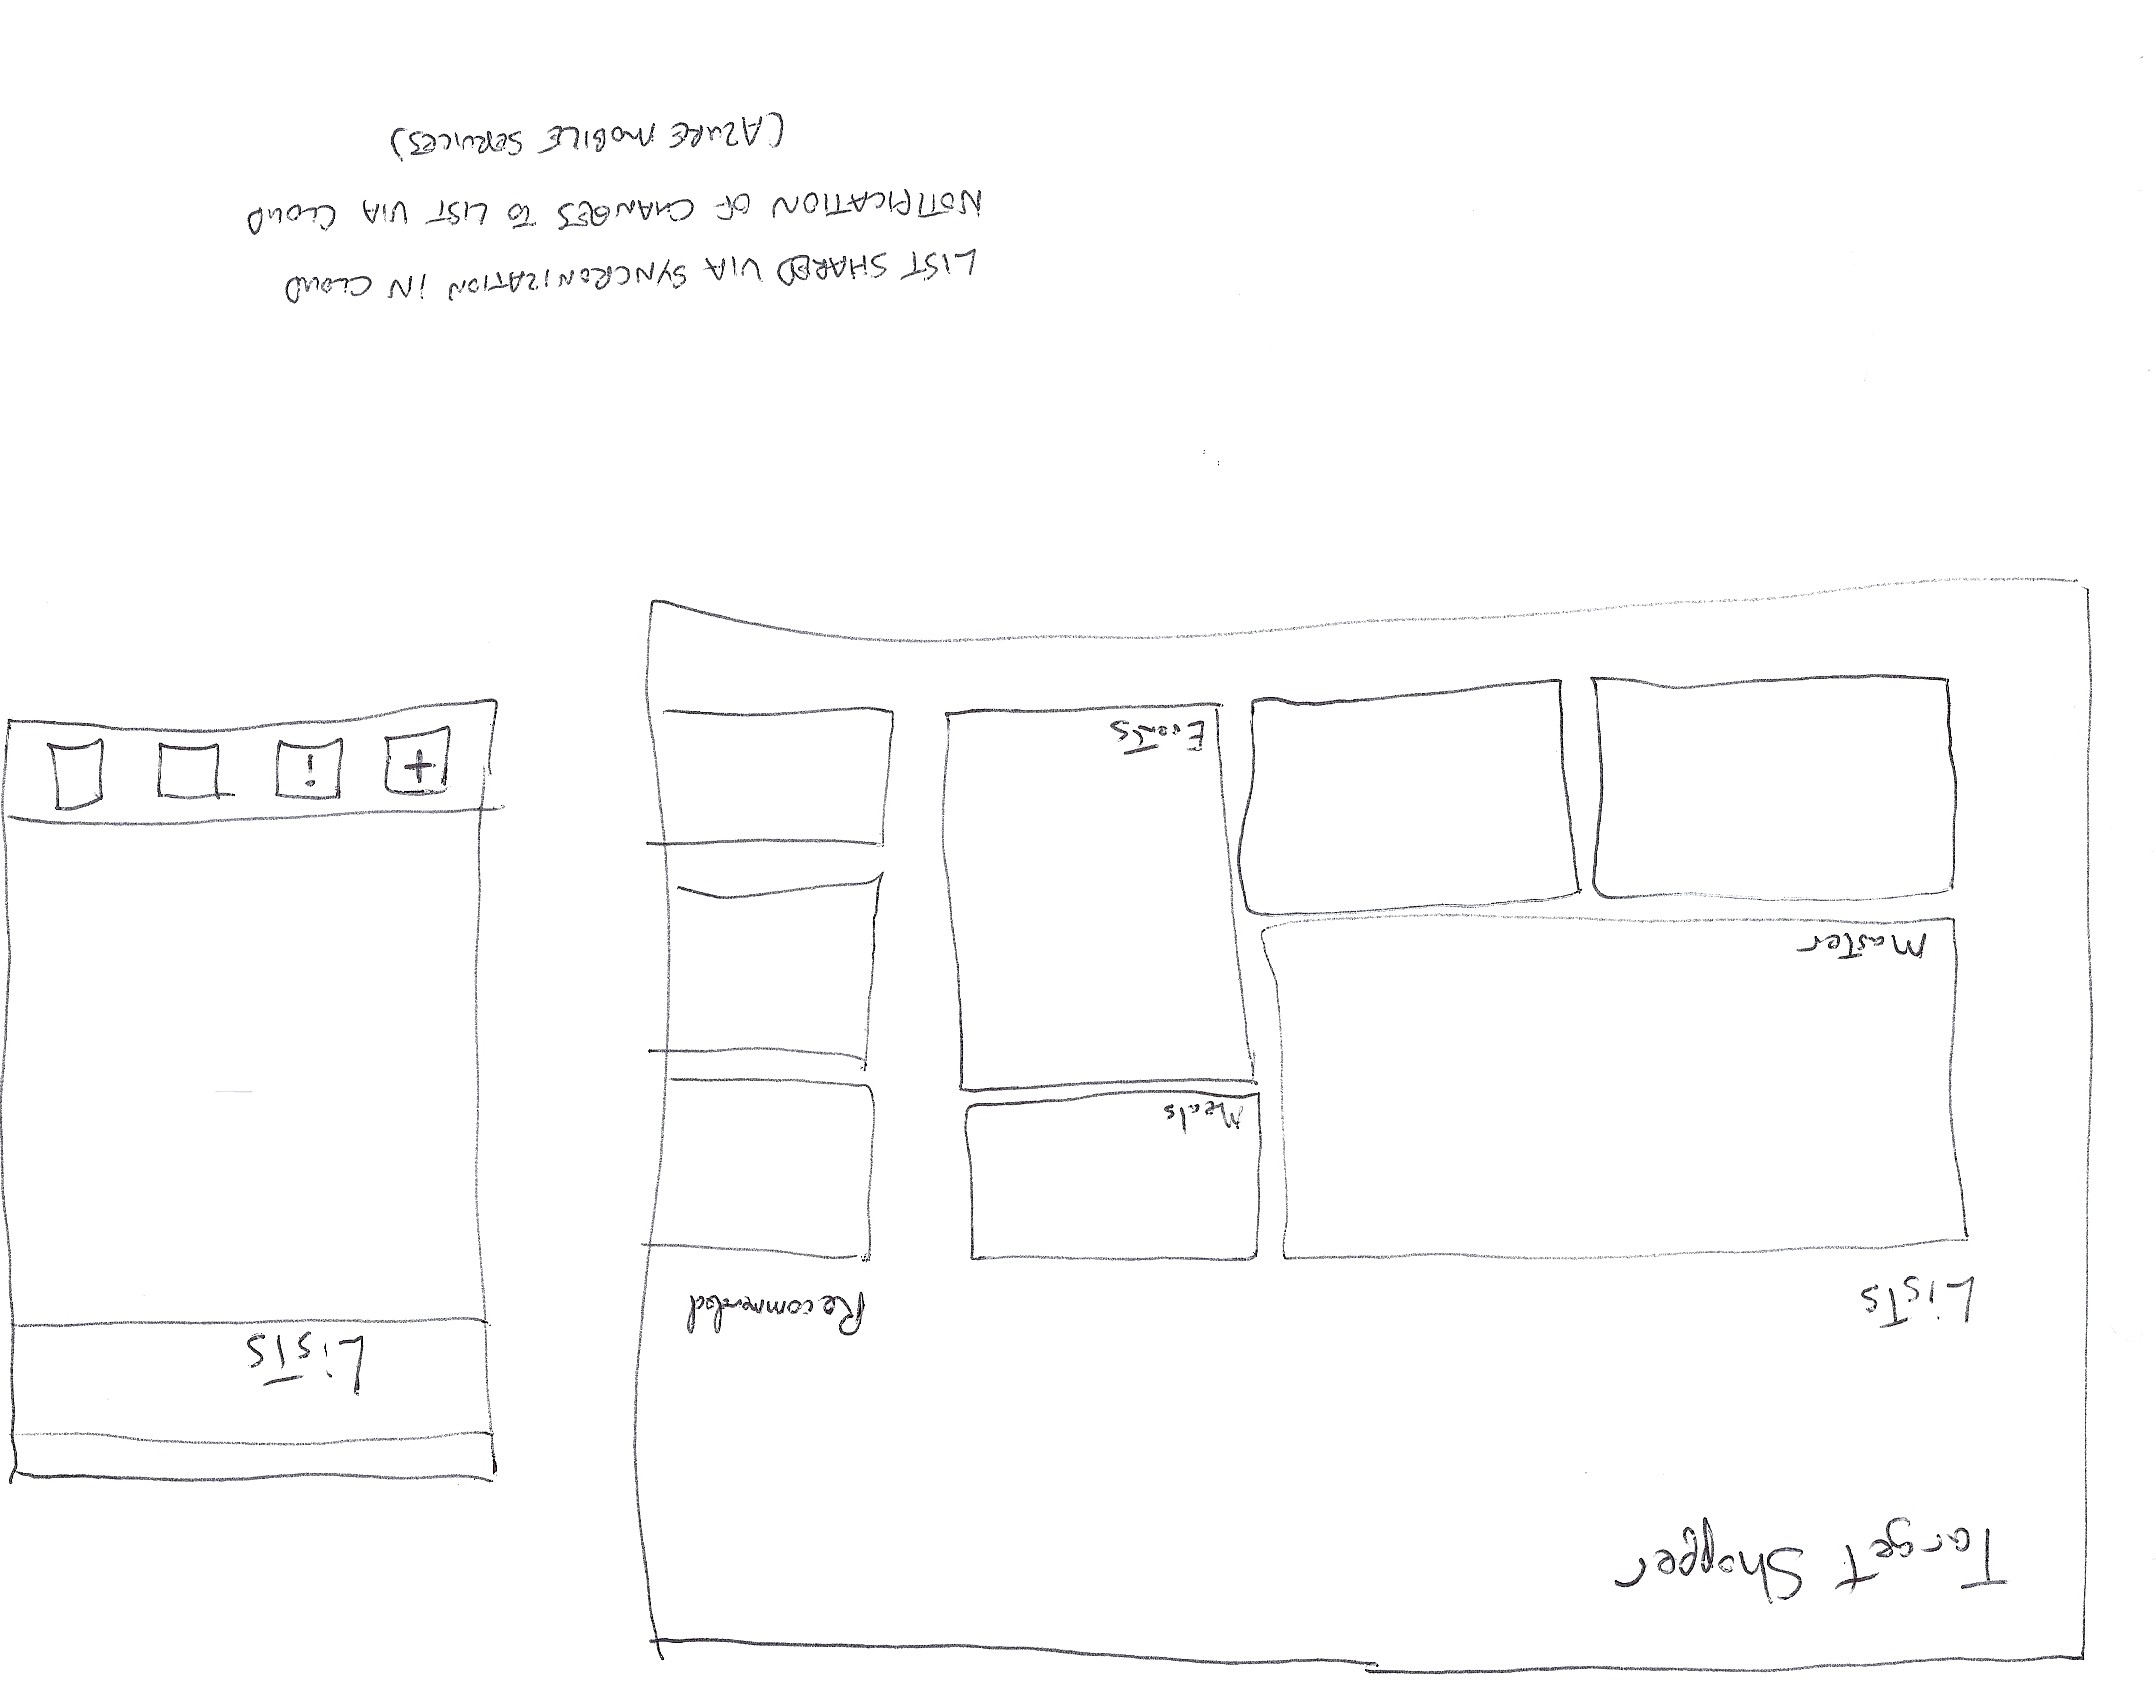 Target Shopper
Lists
Recommended
Master
Meals
Events
Lists
+
!
LIST SHARED VIA SYNCRONIZATION IN CLOUD
NOTIFICATION OF CHANGES TO LIST VIA CLOUD
(AZURE MOBILE SERVICES)